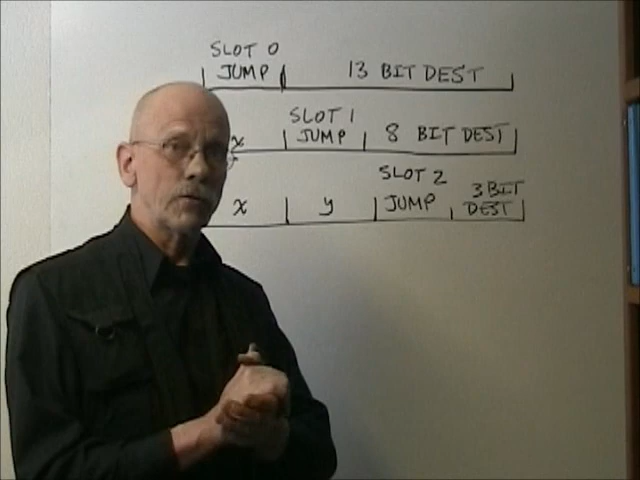 SLOT 0
JUMP 13 BIT DEST
SLOT 1
x JUMP 8 BIT DEST
SLOT 2
x y JUMP 3 BIT DEST